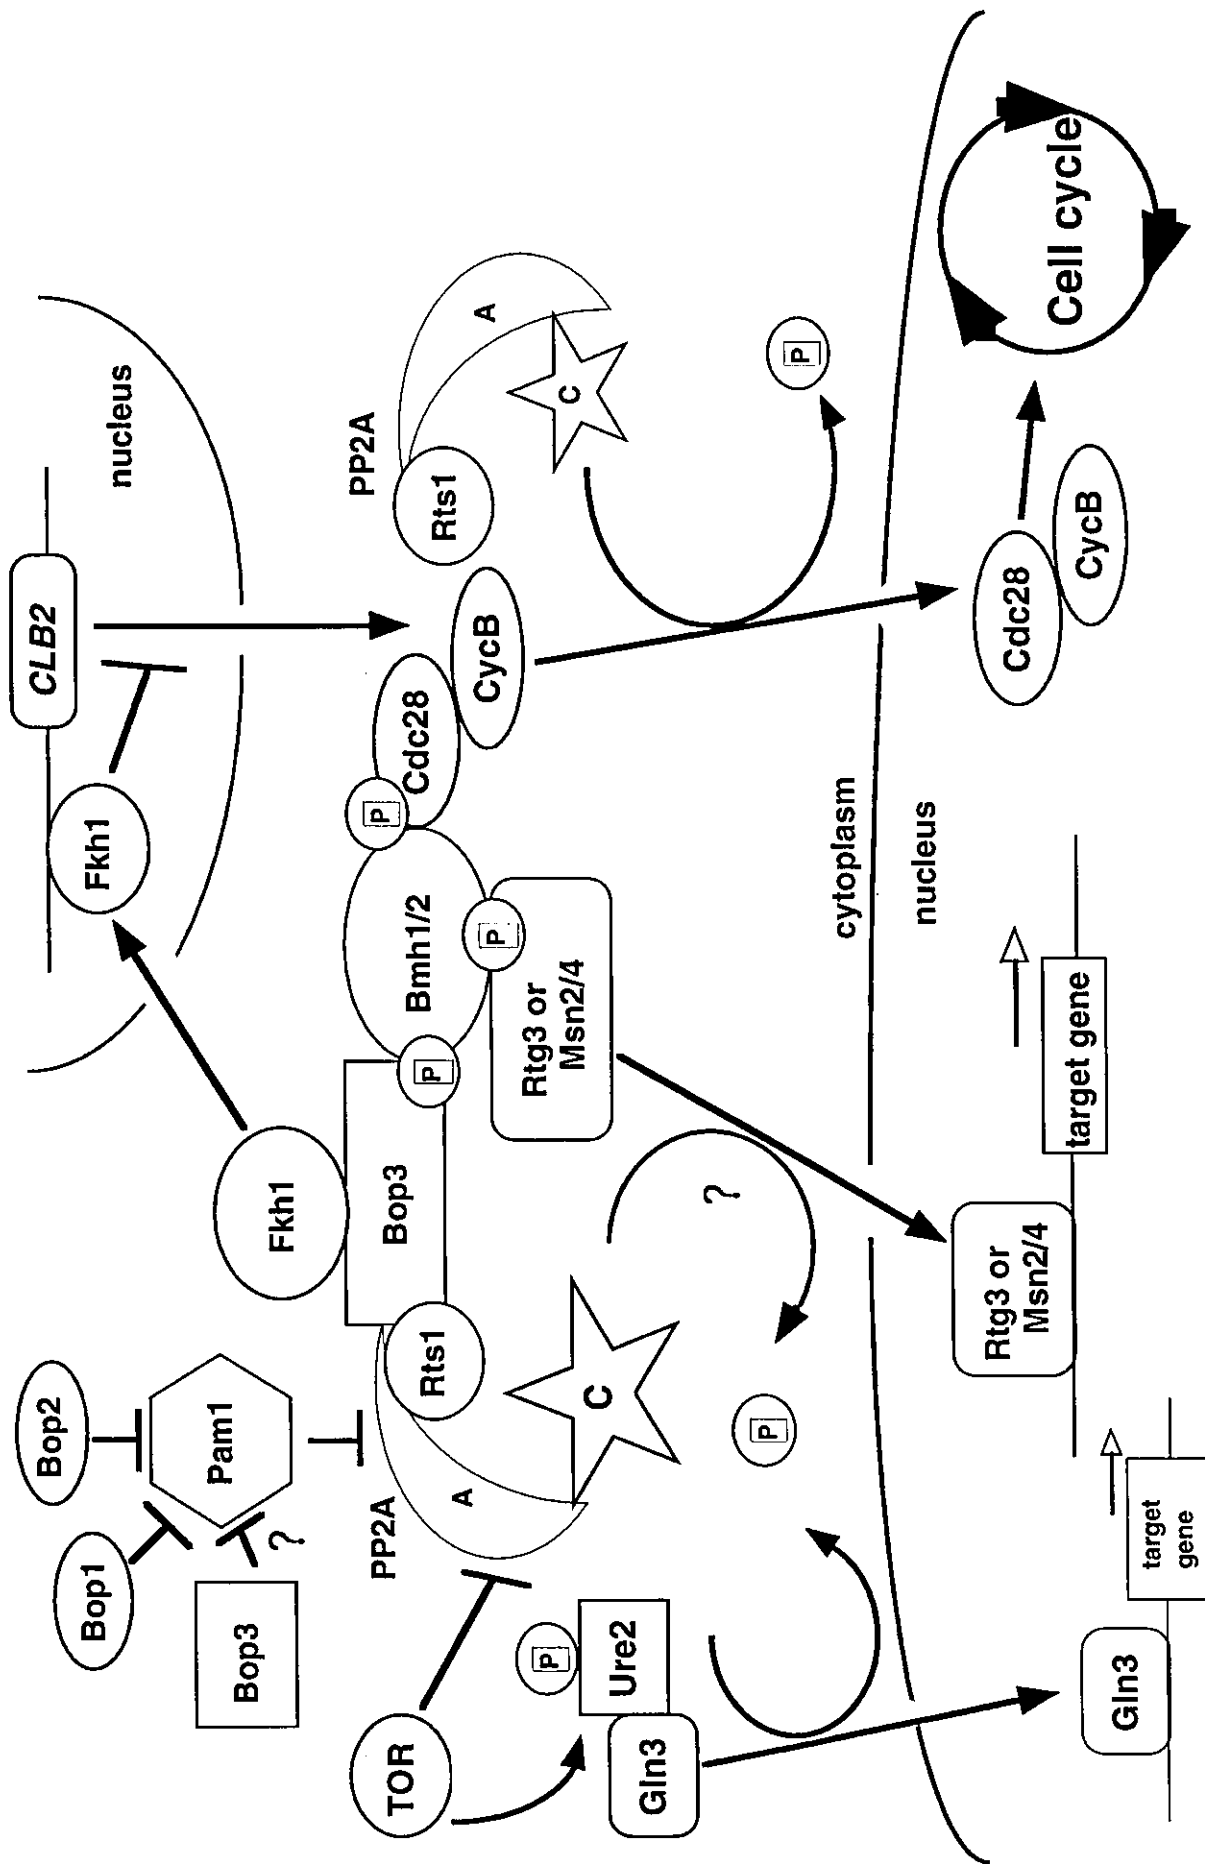 Bop1
Bop2
Bop3
?
Pam1
TOR
PP2A
A
Rts1
C
P
Ure2
Gln3
P
Fkh1
Bop3
P
Bmh1/2
P
P
Rtg3 or
Msn2/4
?
Fkh1
CLB2
nucleus
Cdc28
CycB
PP2A
Rts1
A
C
P
cytoplasm
nucleus
Gln3
target
gene
Rtg3 or
Msn2/4
target gene
Cdc28
CycB
Cell cycle